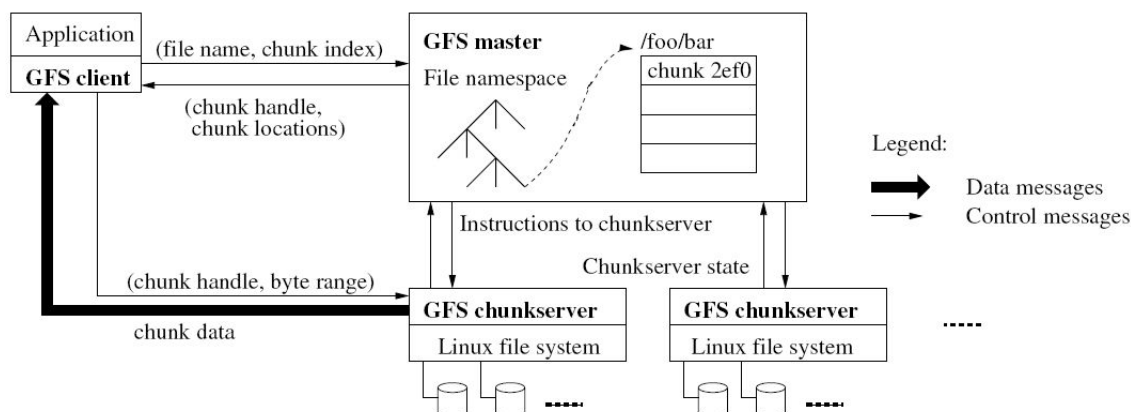 Application
GFS client
(file name, chunk index)
(chunk handle,
chunk locations)
GFS master
File namespace
/foo/bar
chunk 2ef0
Legend:
Data messages
Control messages
Instructions to chunkserver
Chunkserver state
(chunk handle, byte range)
chunk data
GFS chunkserver
Linux file system
GFS chunkserver
Linux file system